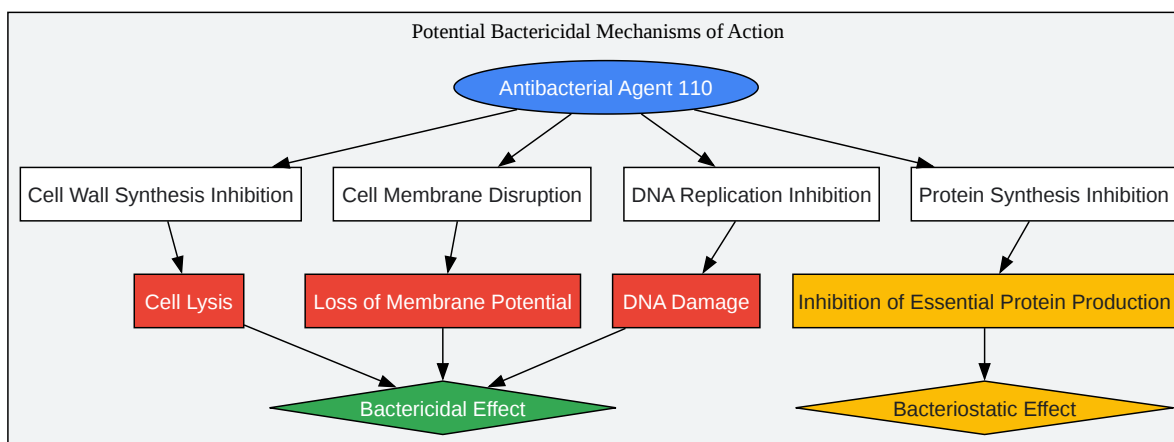 Potential Bactericidal Mechanisms of Action
Antibacterial Agent 110
Cell Wall Synthesis Inhibition
Cell Membrane Disruption
DNA Replication Inhibition
Protein Synthesis Inhibition
Cell Lysis
Loss of Membrane Potential
DNA Damage
Inhibition of Essential Protein Production
Bactericidal Effect
Bacteriostatic Effect